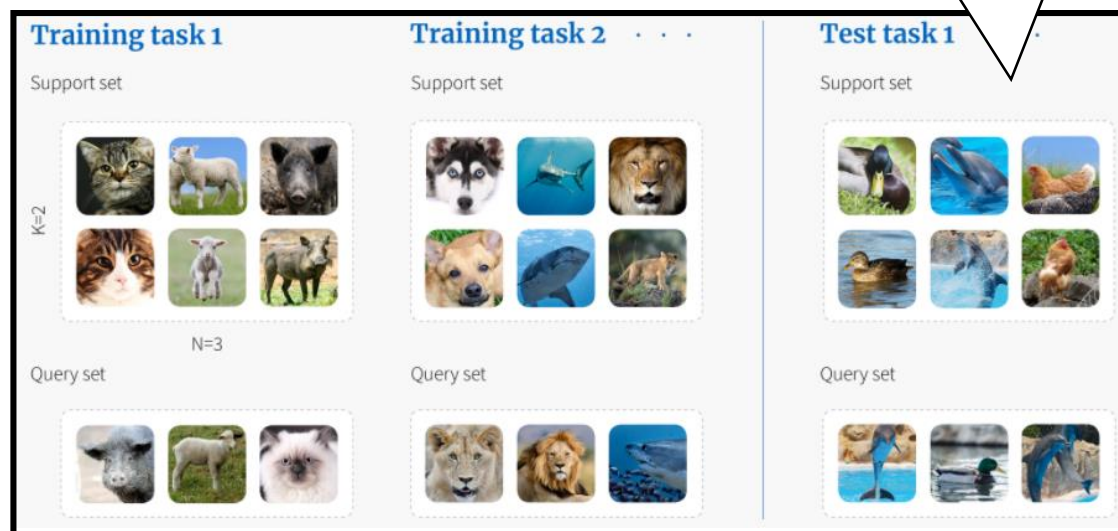 Training task 1
Training task 2 . . .
Test task 1
Support set
Support set
Support set
K=2
N=3
Query set
Query set
Query set